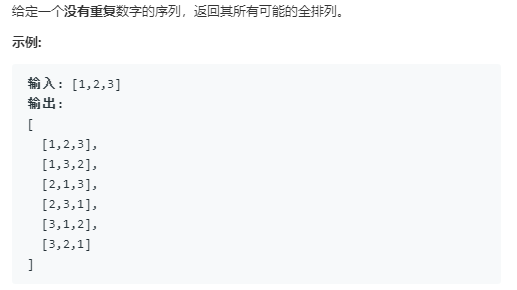 给定一个没有重复数字的序列，返回其所有可能的全排列。
示例:
输入: [1,2,3]
输出:
[
  [1,2,3],
  [1,3,2],
  [2,1,3],
  [2,3,1],
  [3,1,2],
  [3,2,1]
]